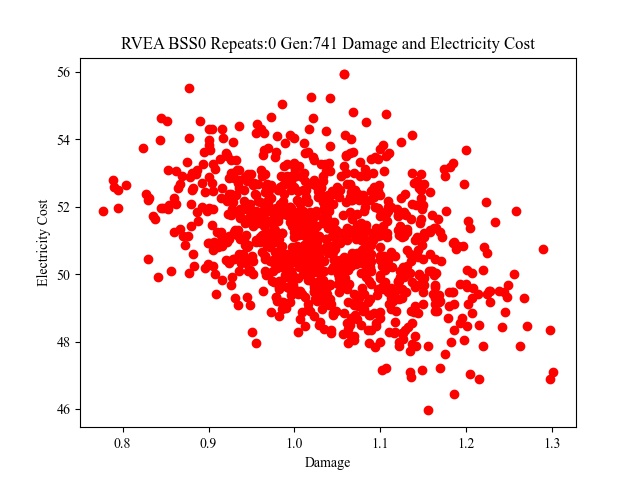 RVEA BSS0 Repeats:0 Gen:741 Damage and Electricity Cost
56
54
52
50
48
46
Electricity Cost
0.8 0.9 1.0 1.1 1.2 1.3
Damage